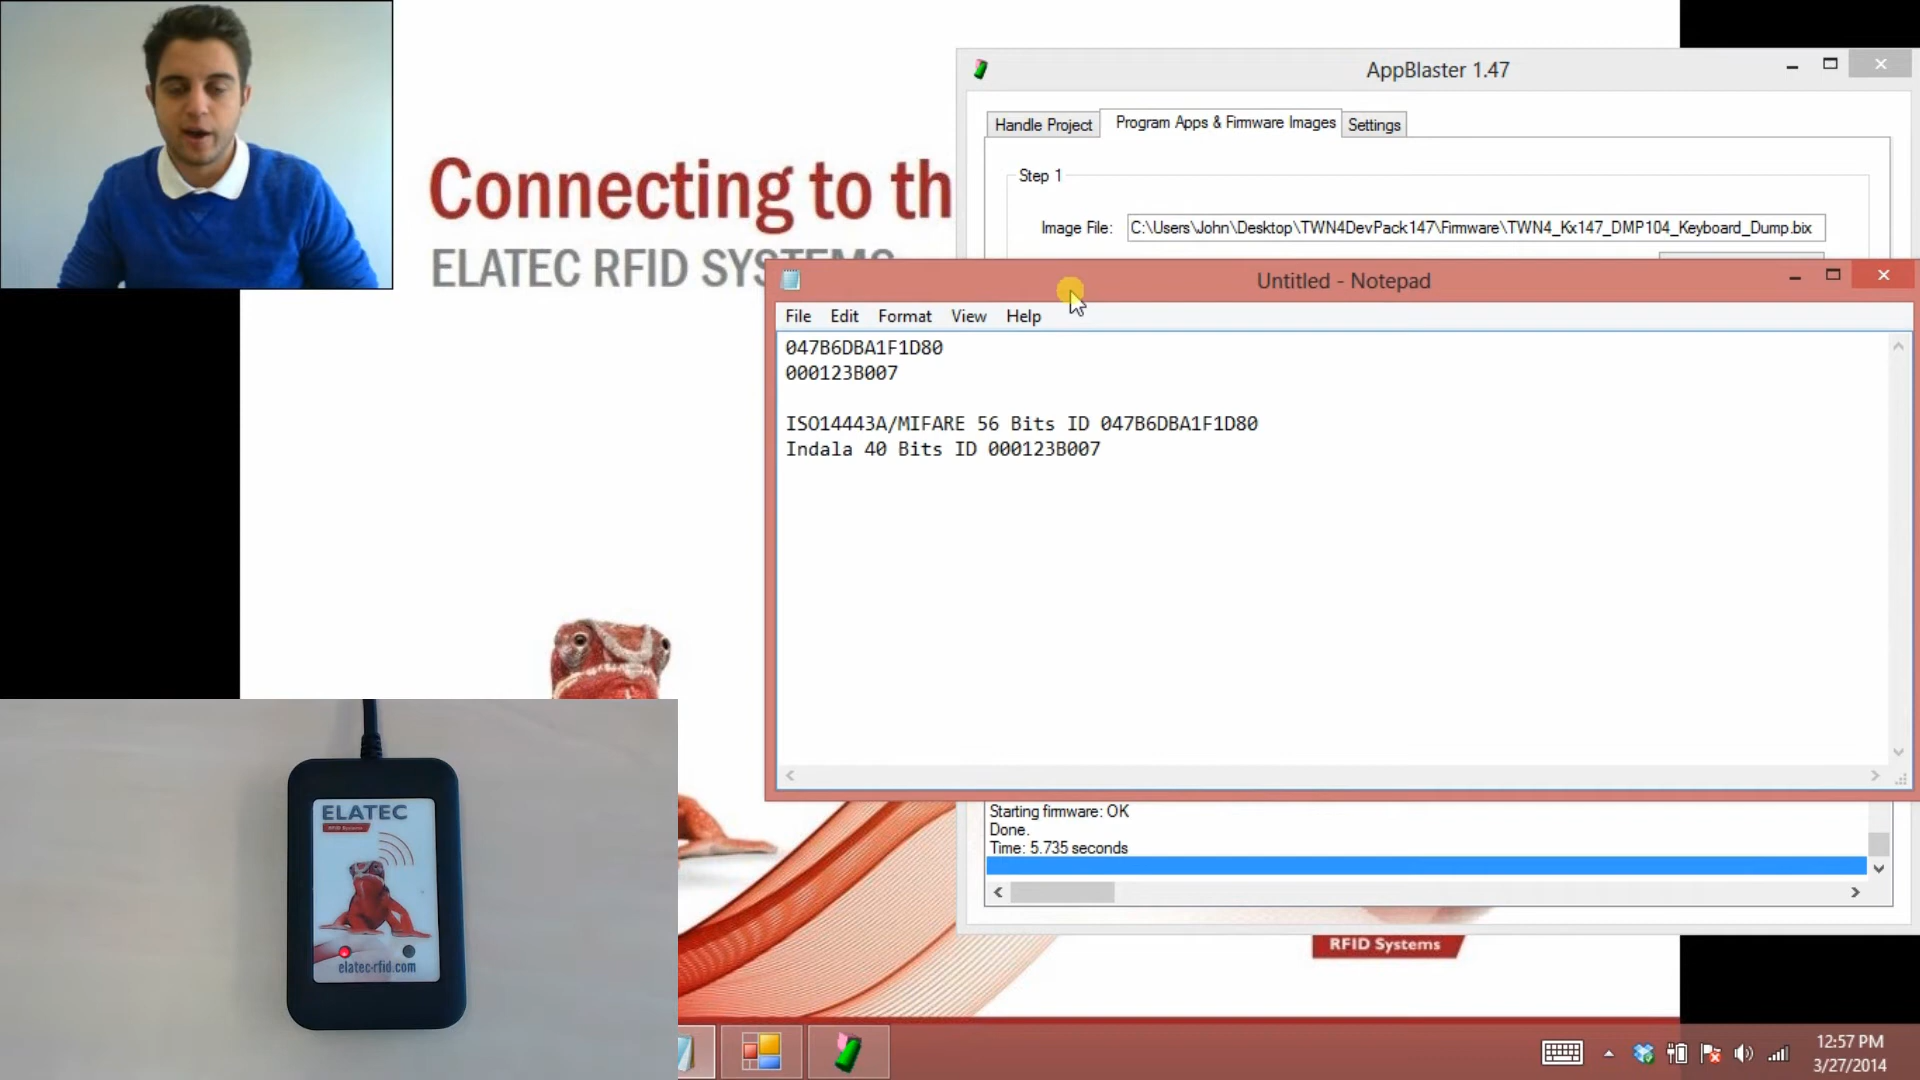 Connecting to th
ELATEC RFID SYSTEMS
AppBlaster 1.47
Handle Project
Program Apps & Firmware Images
Settings
Step 1
Image File:
C:\Users\John\Desktop\TWN4DevPack147\Firmware\TWN4_Kx147_DMP104_Keyboard_Dump.bix
Untitled - Notepad
File Edit Format View Help
047B6DBA1F1D80
000123B007
ISO14443A/MIFARE 56 Bits ID 047B6DBA1F1D80
Indala 40 Bits ID 000123B007
Starting firmware: OK
Done.
Time: 5.735 seconds
RFID Systems
ELATEC
RFID Systems
elatec-rfid.com
12:57 PM
3/27/2014